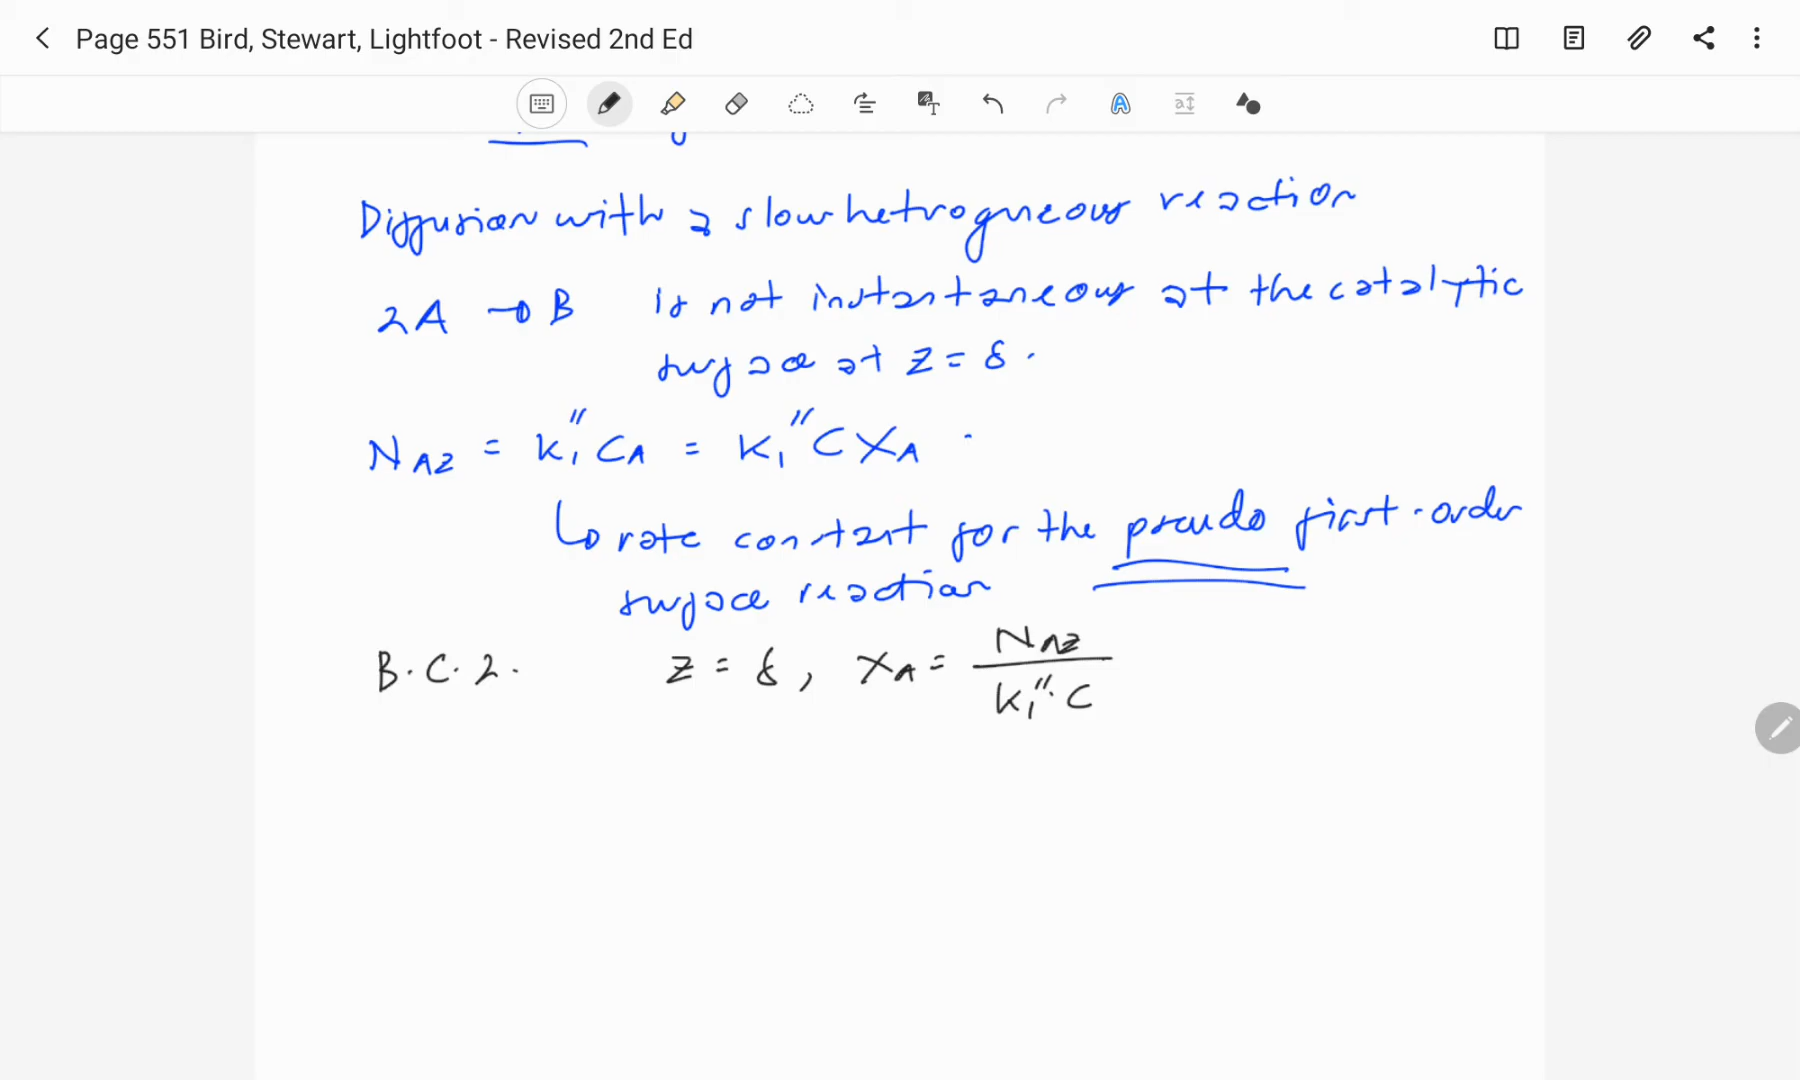 Page 551 Bird, Stewart, Lightfoot - Revised 2nd Ed
Diffusion with a slow hetrogneous reaction
2A → B is not instantaneous at the catalytic
surface at z = δ.
N_AZ = k₁'' C_A = k₁'' C X_A .
↳ rate constant for the pseudo first-order
surface reaction
B.C.2. z = δ, X_A = N_AZ / k₁'' C